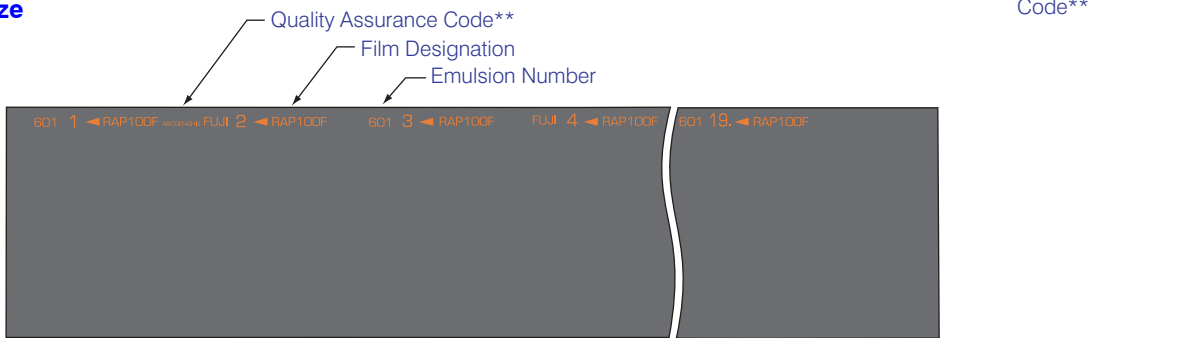 ze
Code**
Quality Assurance Code**
Film Designation
Emulsion Number
601 1 ◄ RAP100F FUJI 2 ◄ RAP100F 601 3 ◄ RAP100F FUJI 4 ◄ RAP100F 601 19. ◄ RAP100F